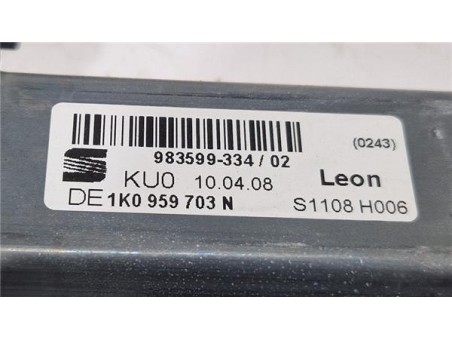 983599-334 / 02 (0243)
KU0 10.04.08 Leon
DE 1K0 959 703 N S1108 H006